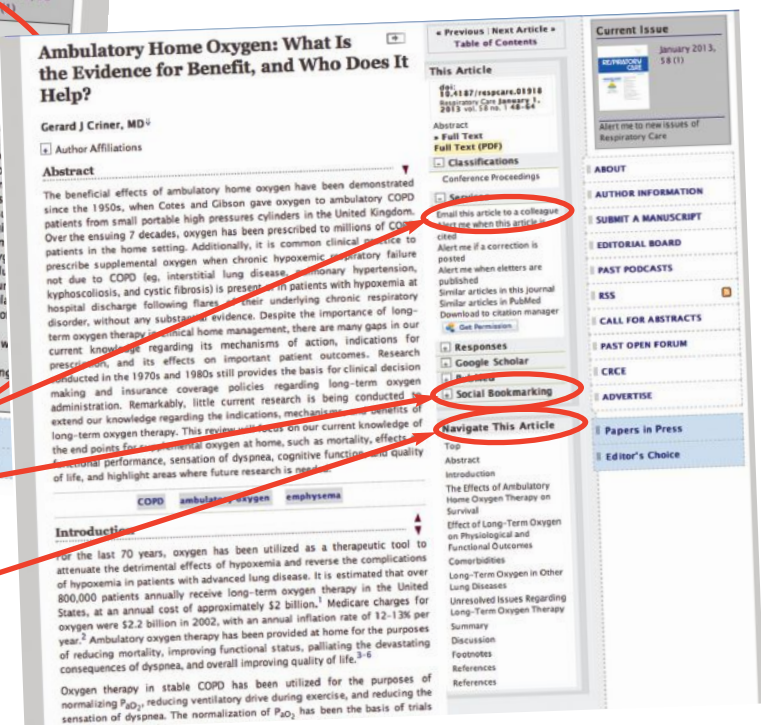 Ambulatory Home Oxygen: What Is
the Evidence for Benefit, and Who Does It
Help?
Gerard J Criner, MD
Author Affiliations
Abstract
The beneficial effects of ambulatory home oxygen have been demonstrated
since the 1950s, when Cotes and Gibson gave oxygen to ambulatory COPD
patients from small portable high pressures cylinders in the United Kingdom.
Over the ensuing 7 decades, oxygen has been prescribed to millions of COPD
patients in the home setting. Additionally, it is common clinical practice to
prescribe supplemental oxygen when chronic hypoxemic respiratory failure
not due to COPD (eg, interstitial lung disease, pulmonary hypertension,
kyphoscoliosis, and cystic fibrosis) is present or in patients with hypoxemia at
hospital discharge following flares of their underlying chronic respiratory
disorder, without any substantial evidence. Despite the importance of long-
term oxygen therapy in clinical home management, there are many gaps in our
current knowledge regarding its mechanisms of action, indications for
prescription, and its effects on important patient outcomes. Research
conducted in the 1970s and 1980s still provides the basis for clinical decision
making and insurance coverage policies regarding long-term oxygen
administration. Remarkably, little current research is being conducted to
extend our knowledge regarding the indications, mechanisms, and benefits of
long-term oxygen therapy. This review will focus on our current knowledge of
the end points for supplemental oxygen at home, such as mortality, effects on
functional performance, sensation of dyspnea, cognitive function, and quality
of life, and highlight areas where future research is needed.
COPD ambulatory oxygen emphysema
Introduction
For the last 70 years, oxygen has been utilized as a therapeutic tool to
attenuate the detrimental effects of hypoxemia and reverse the complications
of hypoxemia in patients with advanced lung disease. It is estimated that over
800,000 patients annually receive long-term oxygen therapy in the United
States, at an annual cost of approximately $2 billion.1 Medicare charges for
oxygen were $2.2 billion in 2002, with an annual inflation rate of 12–13% per
year.2 Ambulatory oxygen therapy has been provided at home for the purposes
of reducing mortality, improving functional status, palliating the devastating
consequences of dyspnea, and overall improving quality of life.3–6
Oxygen therapy in stable COPD has been utilized for the purposes of
normalizing PaO2, reducing ventilatory drive during exercise, and reducing the
sensation of dyspnea. The normalization of PaO2 has been the basis of trials
« Previous | Next Article »
Table of Contents
This Article
doi:
10.4187/respcare.01918
Respiratory Care January 1,
2013 vol. 58 no. 1 48-64
Abstract
» Full Text
Full Text (PDF)
Classifications
Conference Proceedings
Services
Email this article to a colleague
Alert me when this article is
cited
Alert me if a correction is
posted
Alert me when eletters are
published
Similar articles in this journal
Similar articles in PubMed
Download to citation manager
Get Permission
Responses
Google Scholar
PubMed
Social Bookmarking
Navigate This Article
Top
Abstract
Introduction
The Effects of Ambulatory
Home Oxygen Therapy on
Survival
Effect of Long-Term Oxygen
on Physiological and
Functional Outcomes
Comorbidities
Long-Term Oxygen in Other
Lung Diseases
Unresolved Issues Regarding
Long-Term Oxygen Therapy
Summary
Discussion
Footnotes
References
References
Current Issue
RESPIRATORY
CARE
January 2013,
58 (1)
Alert me to new issues of
Respiratory Care
ABOUT
AUTHOR INFORMATION
SUBMIT A MANUSCRIPT
EDITORIAL BOARD
PAST PODCASTS
RSS
CALL FOR ABSTRACTS
PAST OPEN FORUM
CRCE
ADVERTISE
Papers in Press
Editor's Choice